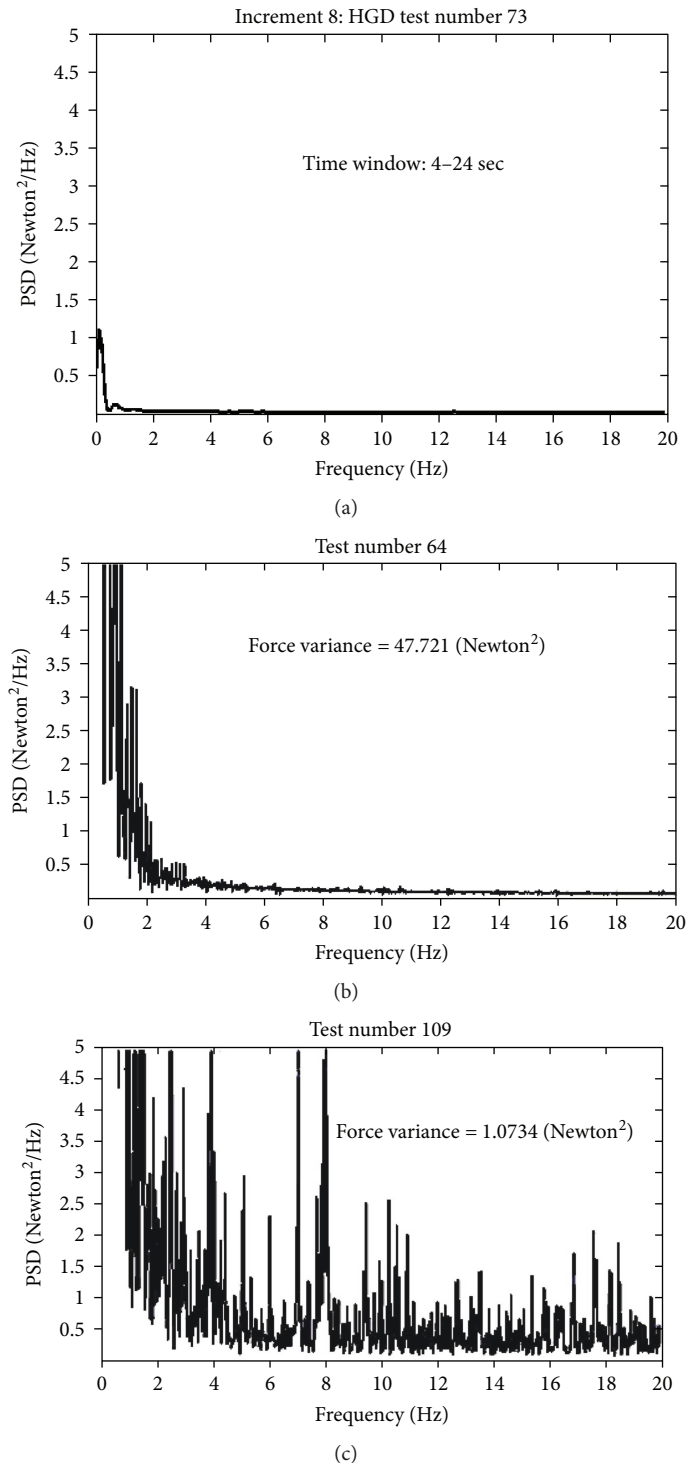 Increment 8: HGD test number 73
5
4.5
4
3.5
3
2.5
2
1.5
1
0.5
PSD (Newton²/Hz)
Time window: 4–24 sec
0 2 4 6 8 10 12 14 16 18 20
Frequency (Hz)
(a)
Test number 64
5
4.5
4
3.5
3
2.5
2
1.5
1
0.5
PSD (Newton²/Hz)
Force variance = 47.721 (Newton²)
0 2 4 6 8 10 12 14 16 18 20
Frequency (Hz)
(b)
Test number 109
5
4.5
4
3.5
3
2.5
2
1.5
1
0.5
PSD (Newton²/Hz)
Force variance = 1.0734 (Newton²)
0 2 4 6 8 10 12 14 16 18 20
Frequency (Hz)
(c)